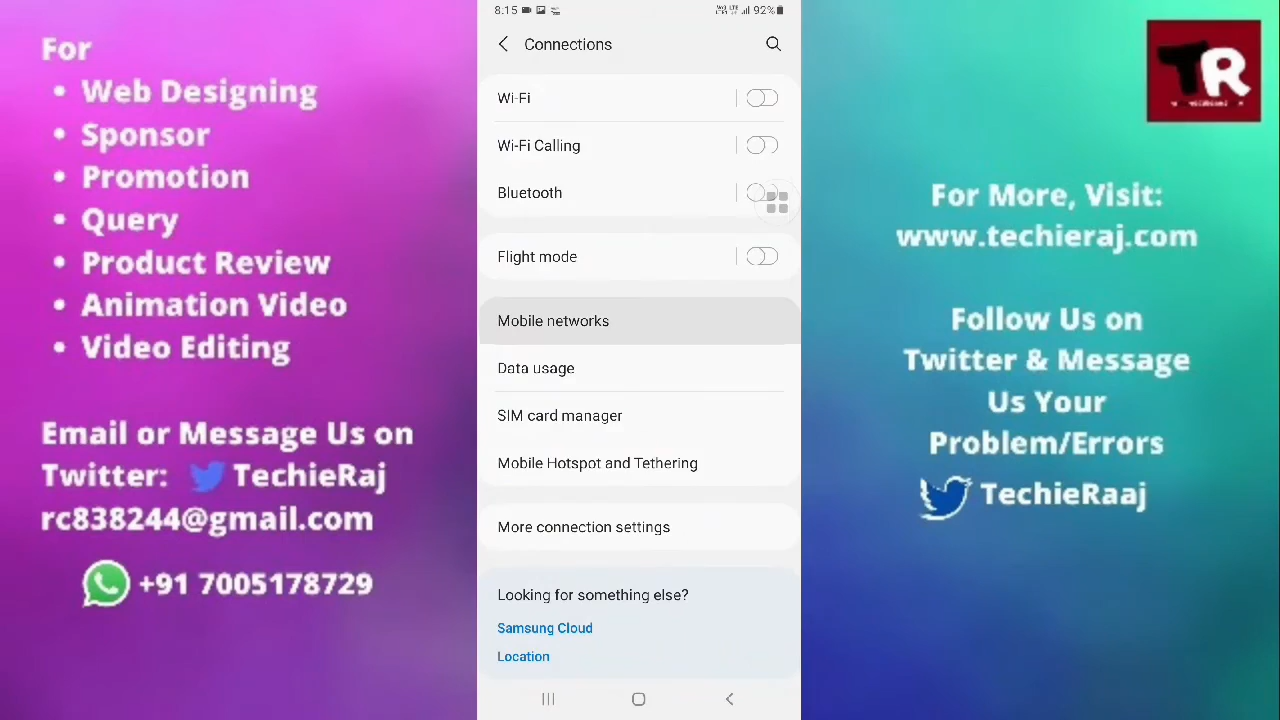 For
• Web Designing
• Sponsor
• Promotion
• Query
• Product Review
• Animation Video
• Video Editing
Email or Message Us on
Twitter: TechieRaj
rc838244@gmail.com
+91 7005178729
8:15
92%
Connections
Wi-Fi
Wi-Fi Calling
Bluetooth
Flight mode
Mobile networks
Data usage
SIM card manager
Mobile Hotspot and Tethering
More connection settings
Looking for something else?
Samsung Cloud
Location
TR
For More, Visit:
www.techieraj.com
Follow Us on
Twitter & Message
Us Your
Problem/Errors
TechieRaaj